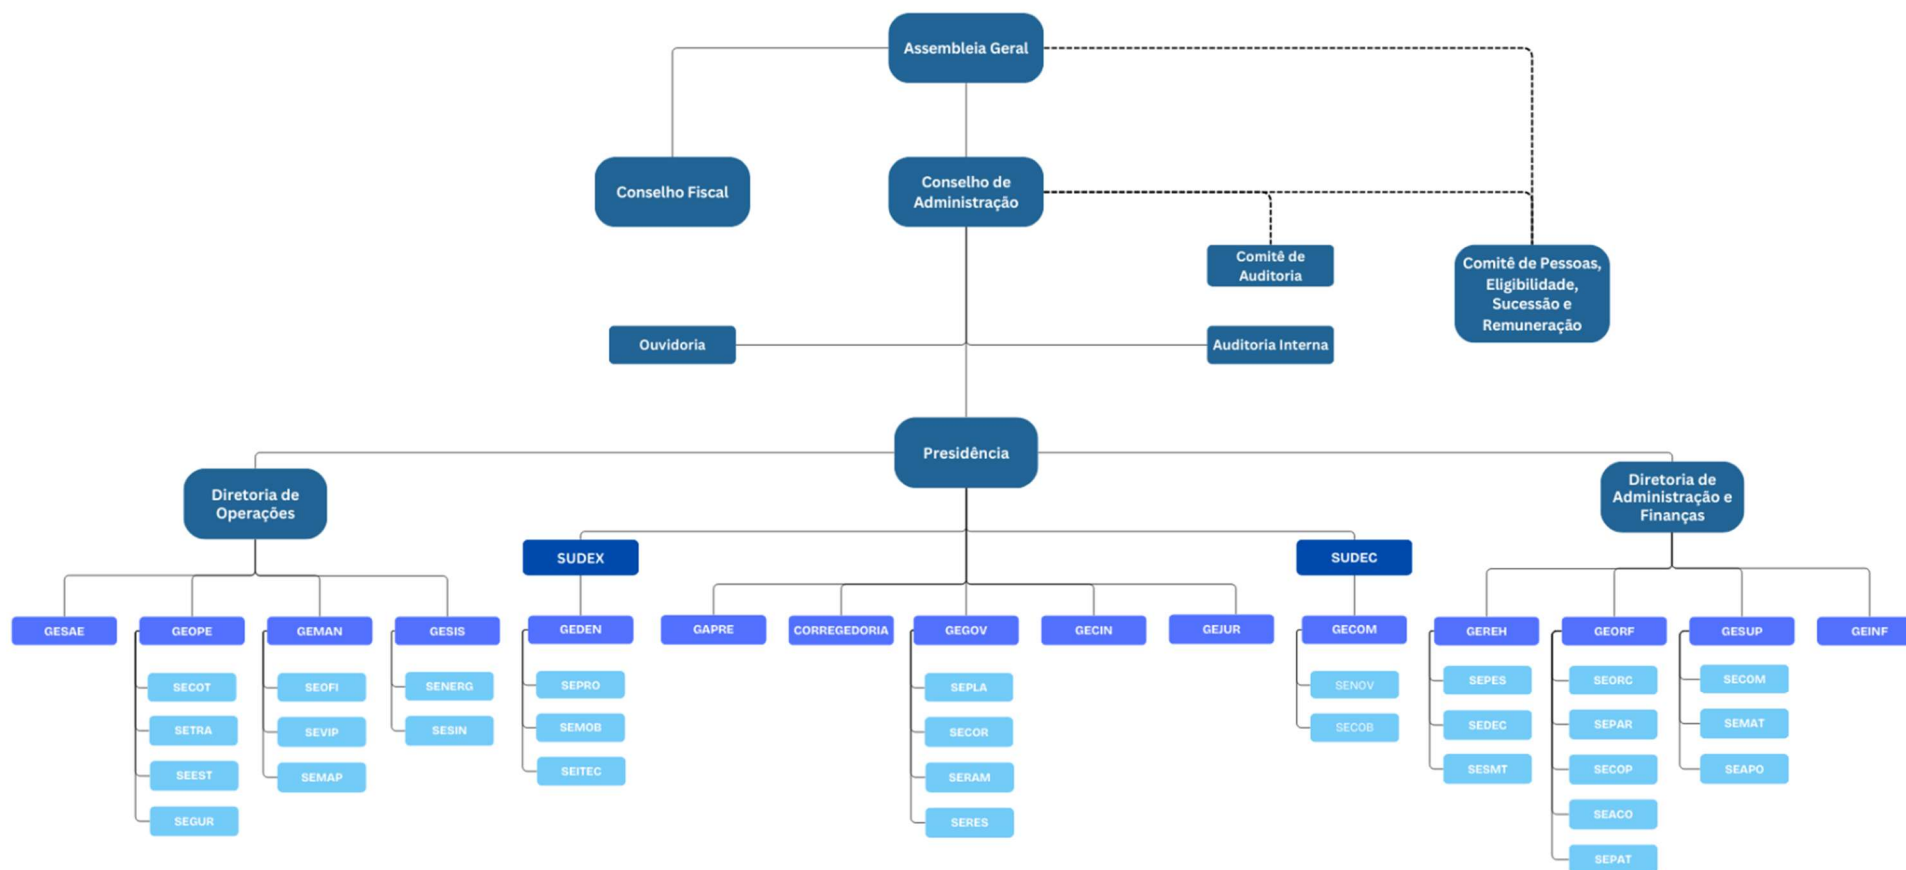 Assembleia Geral
Conselho Fiscal
Conselho de
Administração
Comitê de
Auditoria
Comitê de Pessoas,
Eligibilidade,
Sucessão e
Remuneração
Ouvidoria
Auditoria Interna
Presidência
Diretoria de
Operações
Diretoria de
Administração e
Finanças
SUDEX
SUDEC
GESAE
GEOPE
GEMAN
GESIS
GEDEN
GAPRE
CORREGEDORIA
GEGOV
GECIN
GEJUR
GECOM
GEREH
GEORF
GESUP
GEINF
SECOT
SETRA
SEEST
SEGUR
SEOFI
SEVIP
SEMAP
SENERG
SESIN
SEPRO
SEMOB
SEITEC
SEPLA
SECOR
SERAM
SERES
SENOV
SECOB
SEPES
SEDEC
SESMT
SEORC
SEPAR
SECOP
SEACO
SEPAT
SECOM
SEMAT
SEAPO